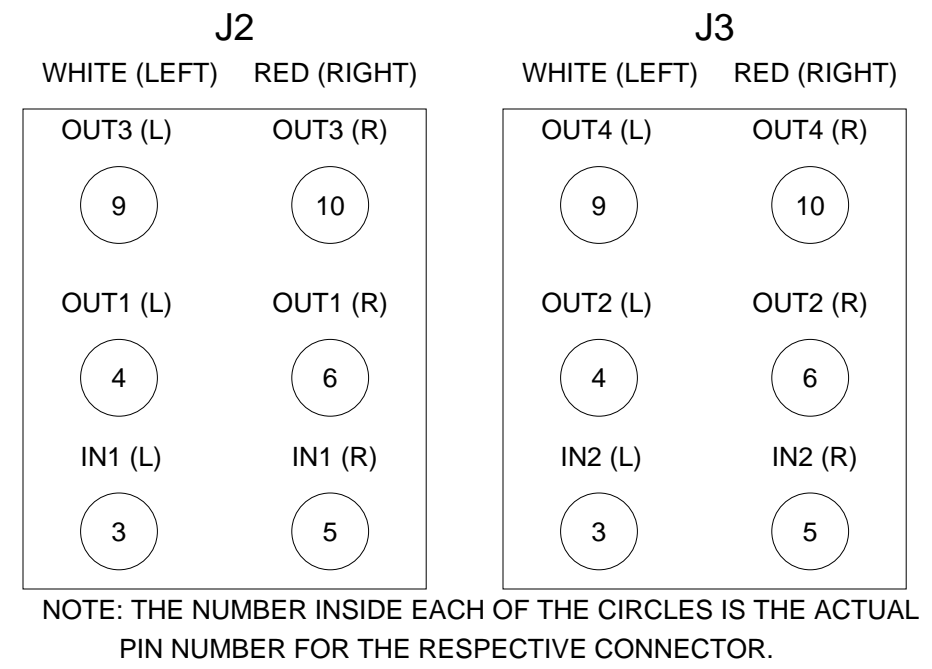 J2 J3
WHITE (LEFT) RED (RIGHT) WHITE (LEFT) RED (RIGHT)
OUT3 (L) OUT3 (R) OUT4 (L) OUT4 (R)
9 10 9 10
OUT1 (L) OUT1 (R) OUT2 (L) OUT2 (R)
4 6 4 6
IN1 (L) IN1 (R) IN2 (L) IN2 (R)
3 5 3 5
NOTE: THE NUMBER INSIDE EACH OF THE CIRCLES IS THE ACTUAL
PIN NUMBER FOR THE RESPECTIVE CONNECTOR.